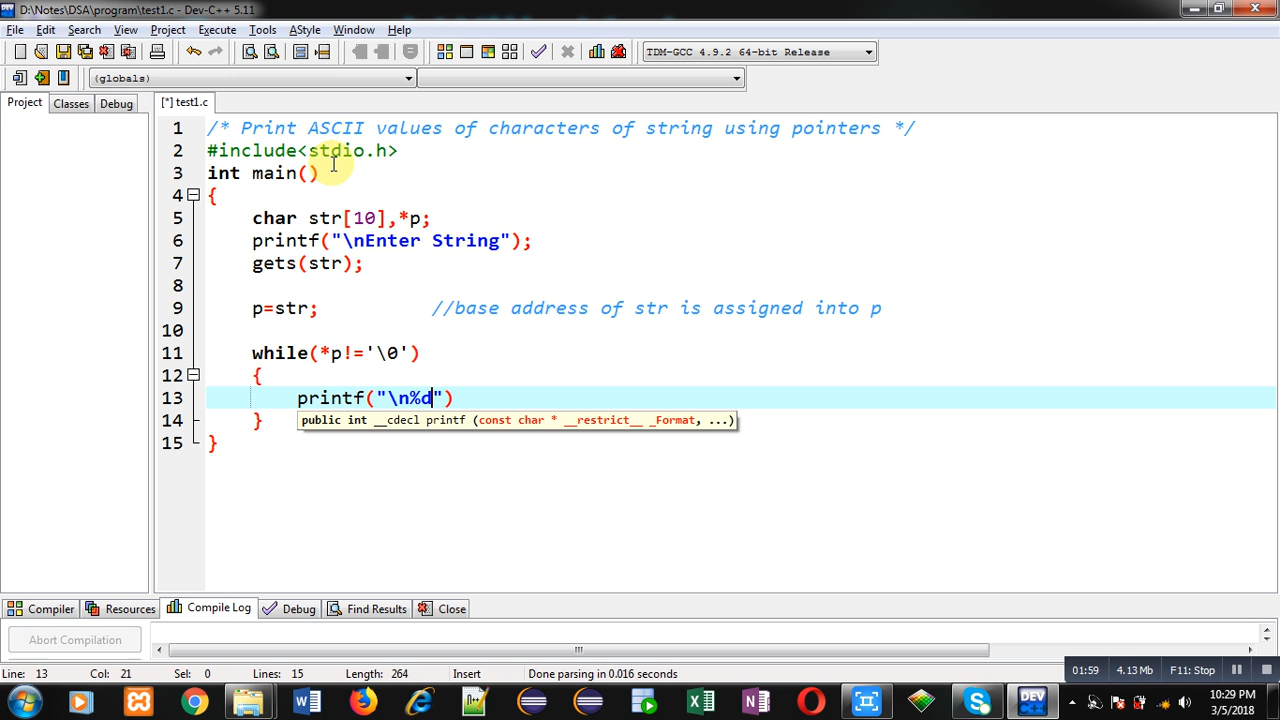 D:\Notes\DSA\program\test1.c - Dev-C++ 5.11
File Edit Search View Project Execute Tools AStyle Window Help
TDM-GCC 4.9.2 64-bit Release
(globals)
Project Classes Debug [*] test1.c
1 /* Print ASCII values of characters of string using pointers */
2 #include<stdio.h>
3 int main()
4 {
5 char str[10],*p;
6 printf("\nEnter String");
7 gets(str);
8
9 p=str; //base address of str is assigned into p
10
11 while(*p!='\0')
12 {
13 printf("\n%d")
public int __cdecl printf (const char * __restrict__ _Format, ...)
14 }
15 }
Compiler Resources Compile Log Debug Find Results Close
Abort Compilation
Line: 13 Col: 21 Sel: 0 Lines: 15 Length: 264 Insert Done parsing in 0.016 seconds
01:59 4.13 Mb F11: Stop
DEV
10:29 PM
3/5/2018